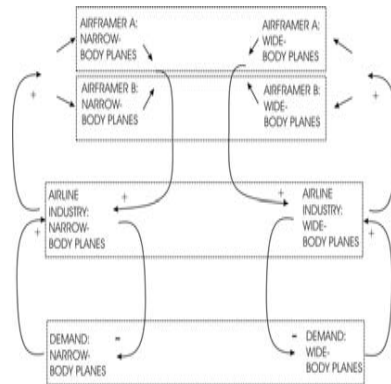 AIRFRAMER A:
NARROW-
BODY PLANES
AIRFRAMER A:
WIDE-
BODY PLANES
+
+
AIRFRAMER B:
NARROW-
BODY PLANES
AIRFRAMER B:
WIDE-
BODY PLANES
AIRLINE
INDUSTRY:
NARROW-
BODY PLANES
+
+
+
AIRLINE
INDUSTRY:
WIDE-
BODY PLANES
+
DEMAND:
NARROW-
BODY PLANES
-
-
DEMAND:
WIDE-
BODY PLANES